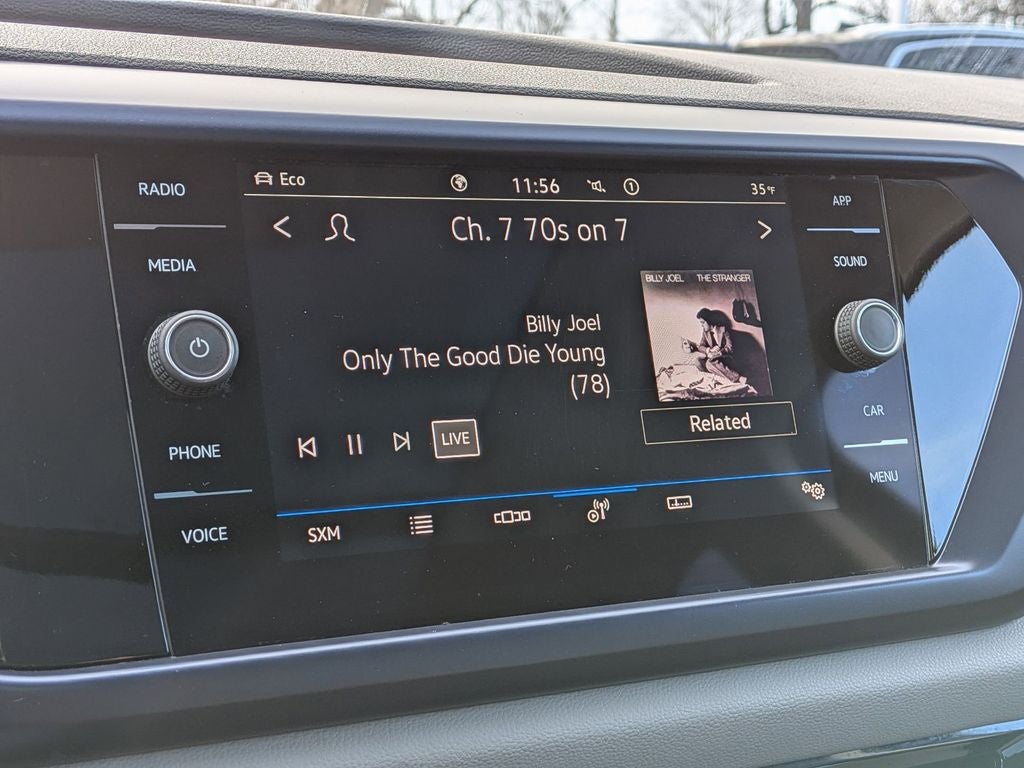 RADIO
MEDIA
PHONE
VOICE
Eco
11:56
1
35°F
Ch. 7 70s on 7
Billy Joel
Only The Good Die Young
(78)
BILLY JOEL THE STRANGER
Related
LIVE
SXM
APP
SOUND
CAR
MENU